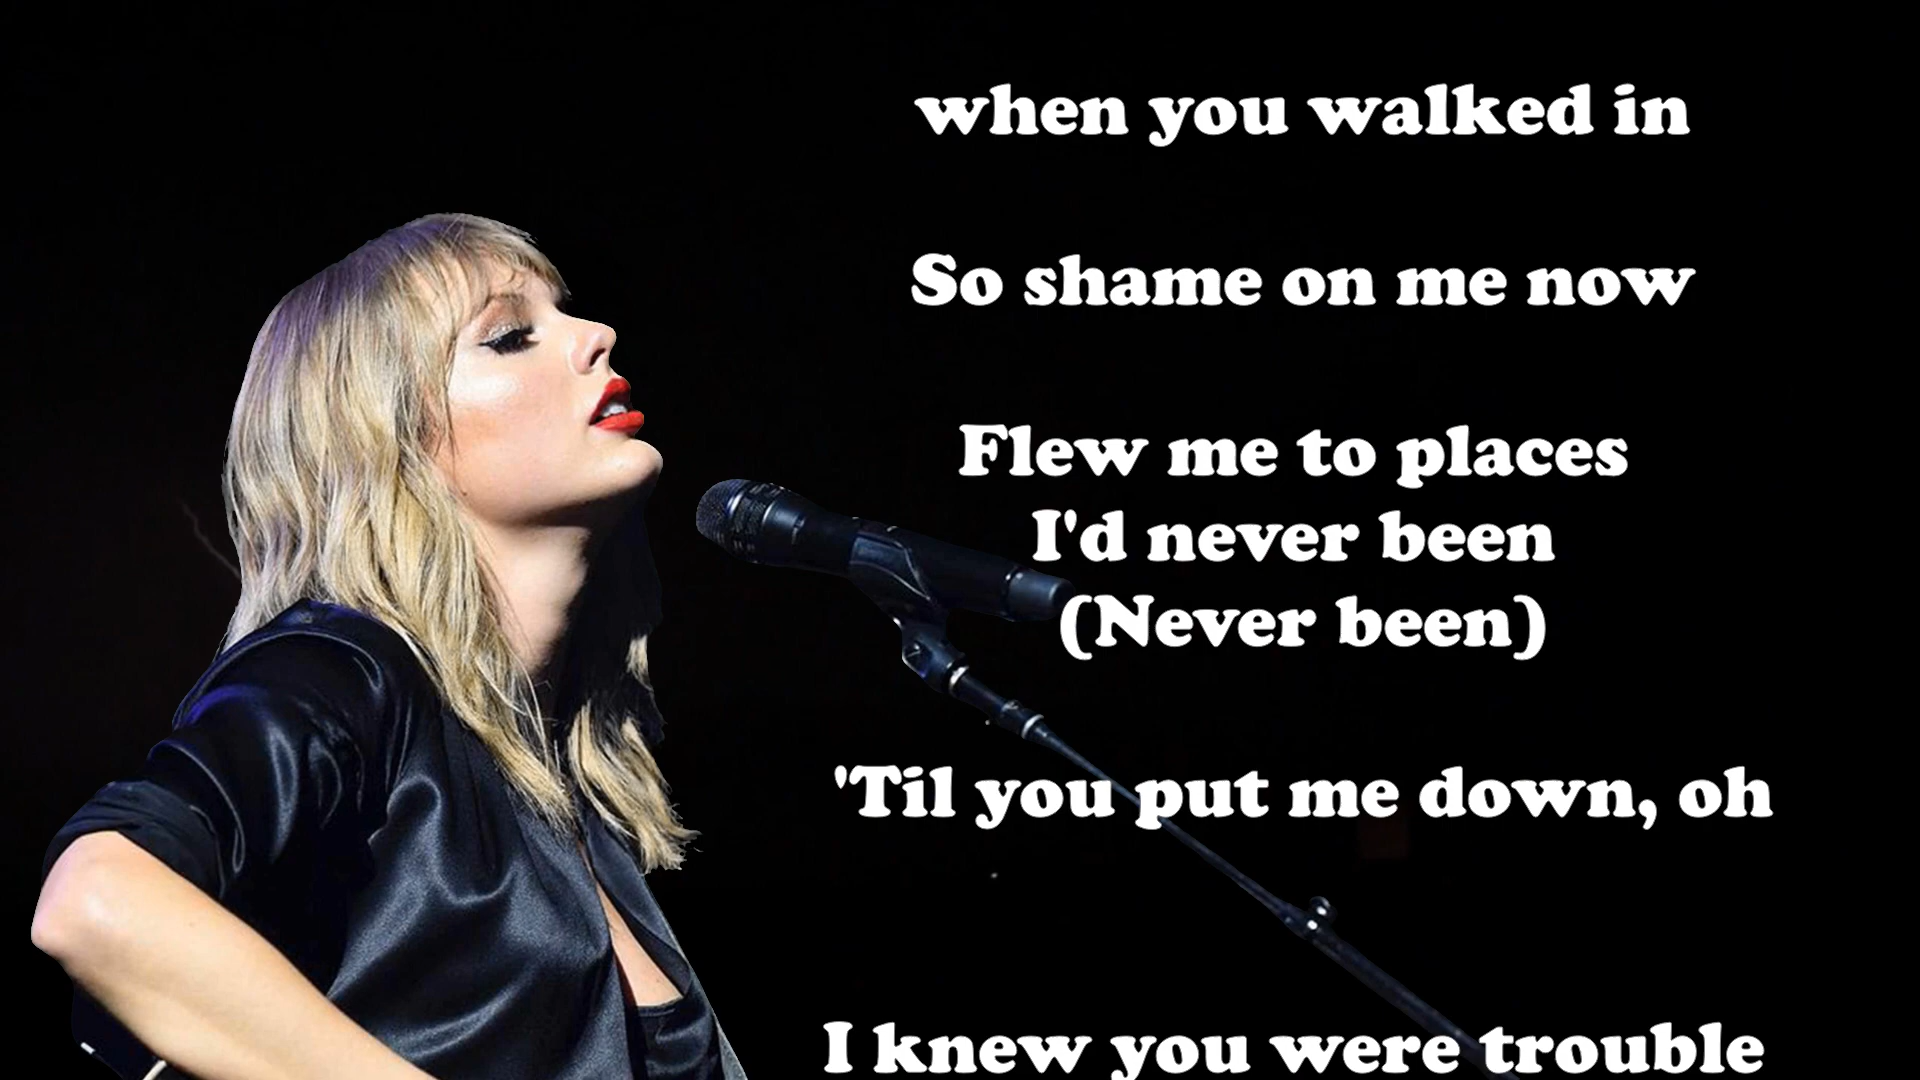 when you walked in
So shame on me now
Flew me to places
I'd never been
(Never been)
'Til you put me down, oh
I knew you were trouble